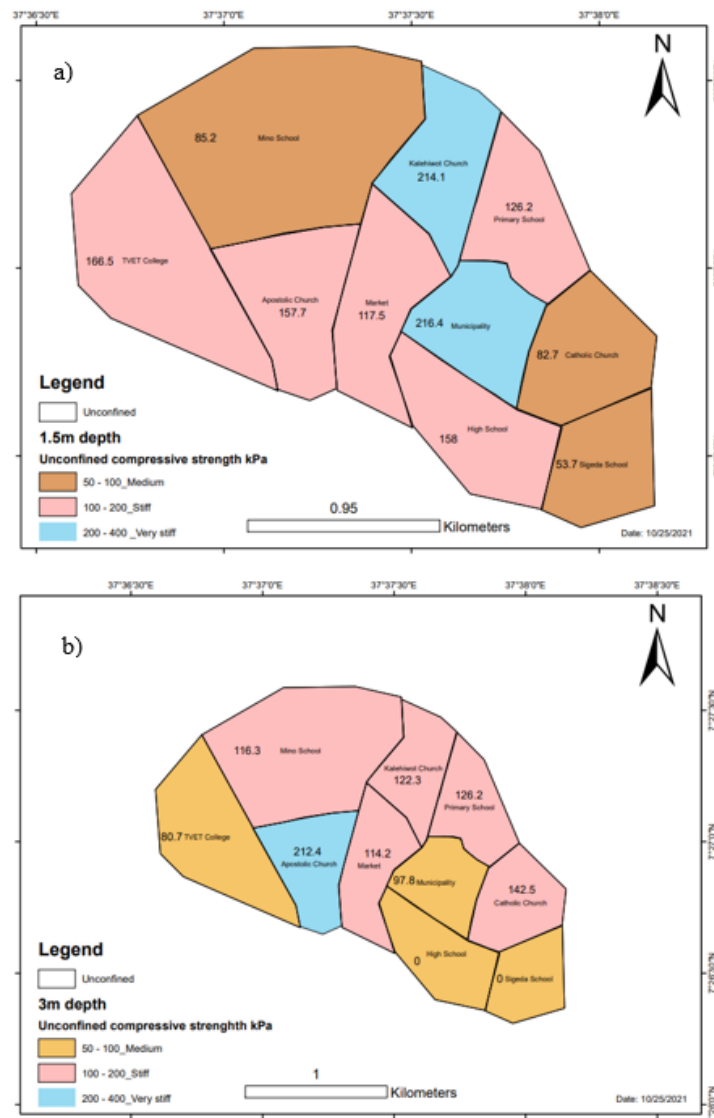 37°36'30"E 37°37'0"E 37°37'30"E 37°38'0"E
a)
N
85.2 Mino School
Kalehiwot Church
214.1
126.2
Primary School
166.5 TVET College
Apostolic Church
157.7
Market
117.5
216.4 Municipality
82.7 Catholic Church
High School
158
53.7 Sigeda School
Legend
Unconfined
1.5m depth
Unconfined compressive strength kPa
50 - 100_Medium
100 - 200_Stiff
200 - 400 _Very stiff
0.95
Kilometers
Date: 10/25/2021
37°36'30"E 37°37'0"E 37°37'30"E 37°38'0"E 37°38'30"E
b)
N
116.3 Mino School
Kalehiwot Church
122.3
126.2
Primary School
80.7 TVET College
212.4
Apostolic Church
114.2
Market
97.8 Municipality
142.5
Catholic Church
High School
0
0 Sigeda School
7°27'0"N
Legend
Unconfined
3m depth
Unconfined compressive strenghth kPa
50 - 100_Medium
100 - 200_Stiff
200 - 400_Very stiff
1
Kilometers
Date: 10/25/2021